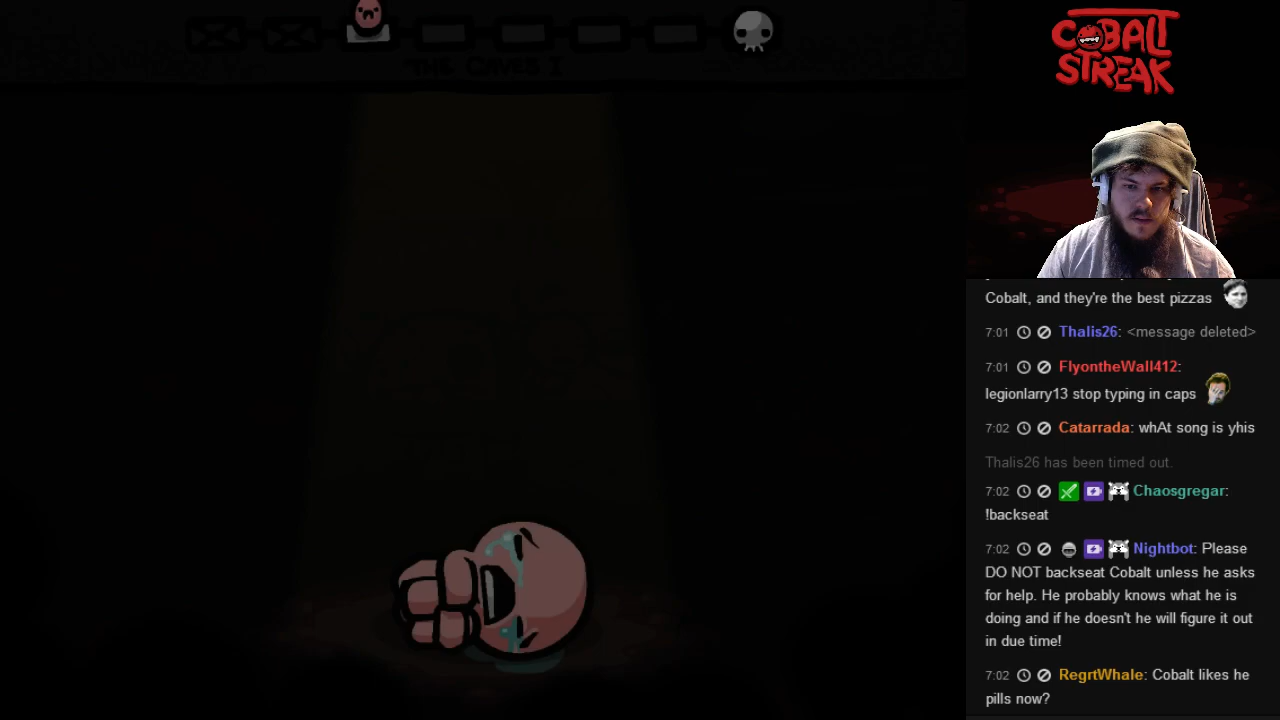 THE CAVES I
COBALT
STREAK
Cobalt, and they're the best pizzas
7:01 Thalis26: <message deleted>
7:01 FlyontheWall412:
legionlarry13 stop typing in caps
7:02 Catarrada: whAt song is yhis
Thalis26 has been timed out.
7:02 Chaosgregar:
!backseat
7:02 Nightbot: Please
DO NOT backseat Cobalt unless he asks
for help. He probably knows what he is
doing and if he doesn't he will figure it out
in due time!
7:02 RegrtWhale: Cobalt likes he
pills now?